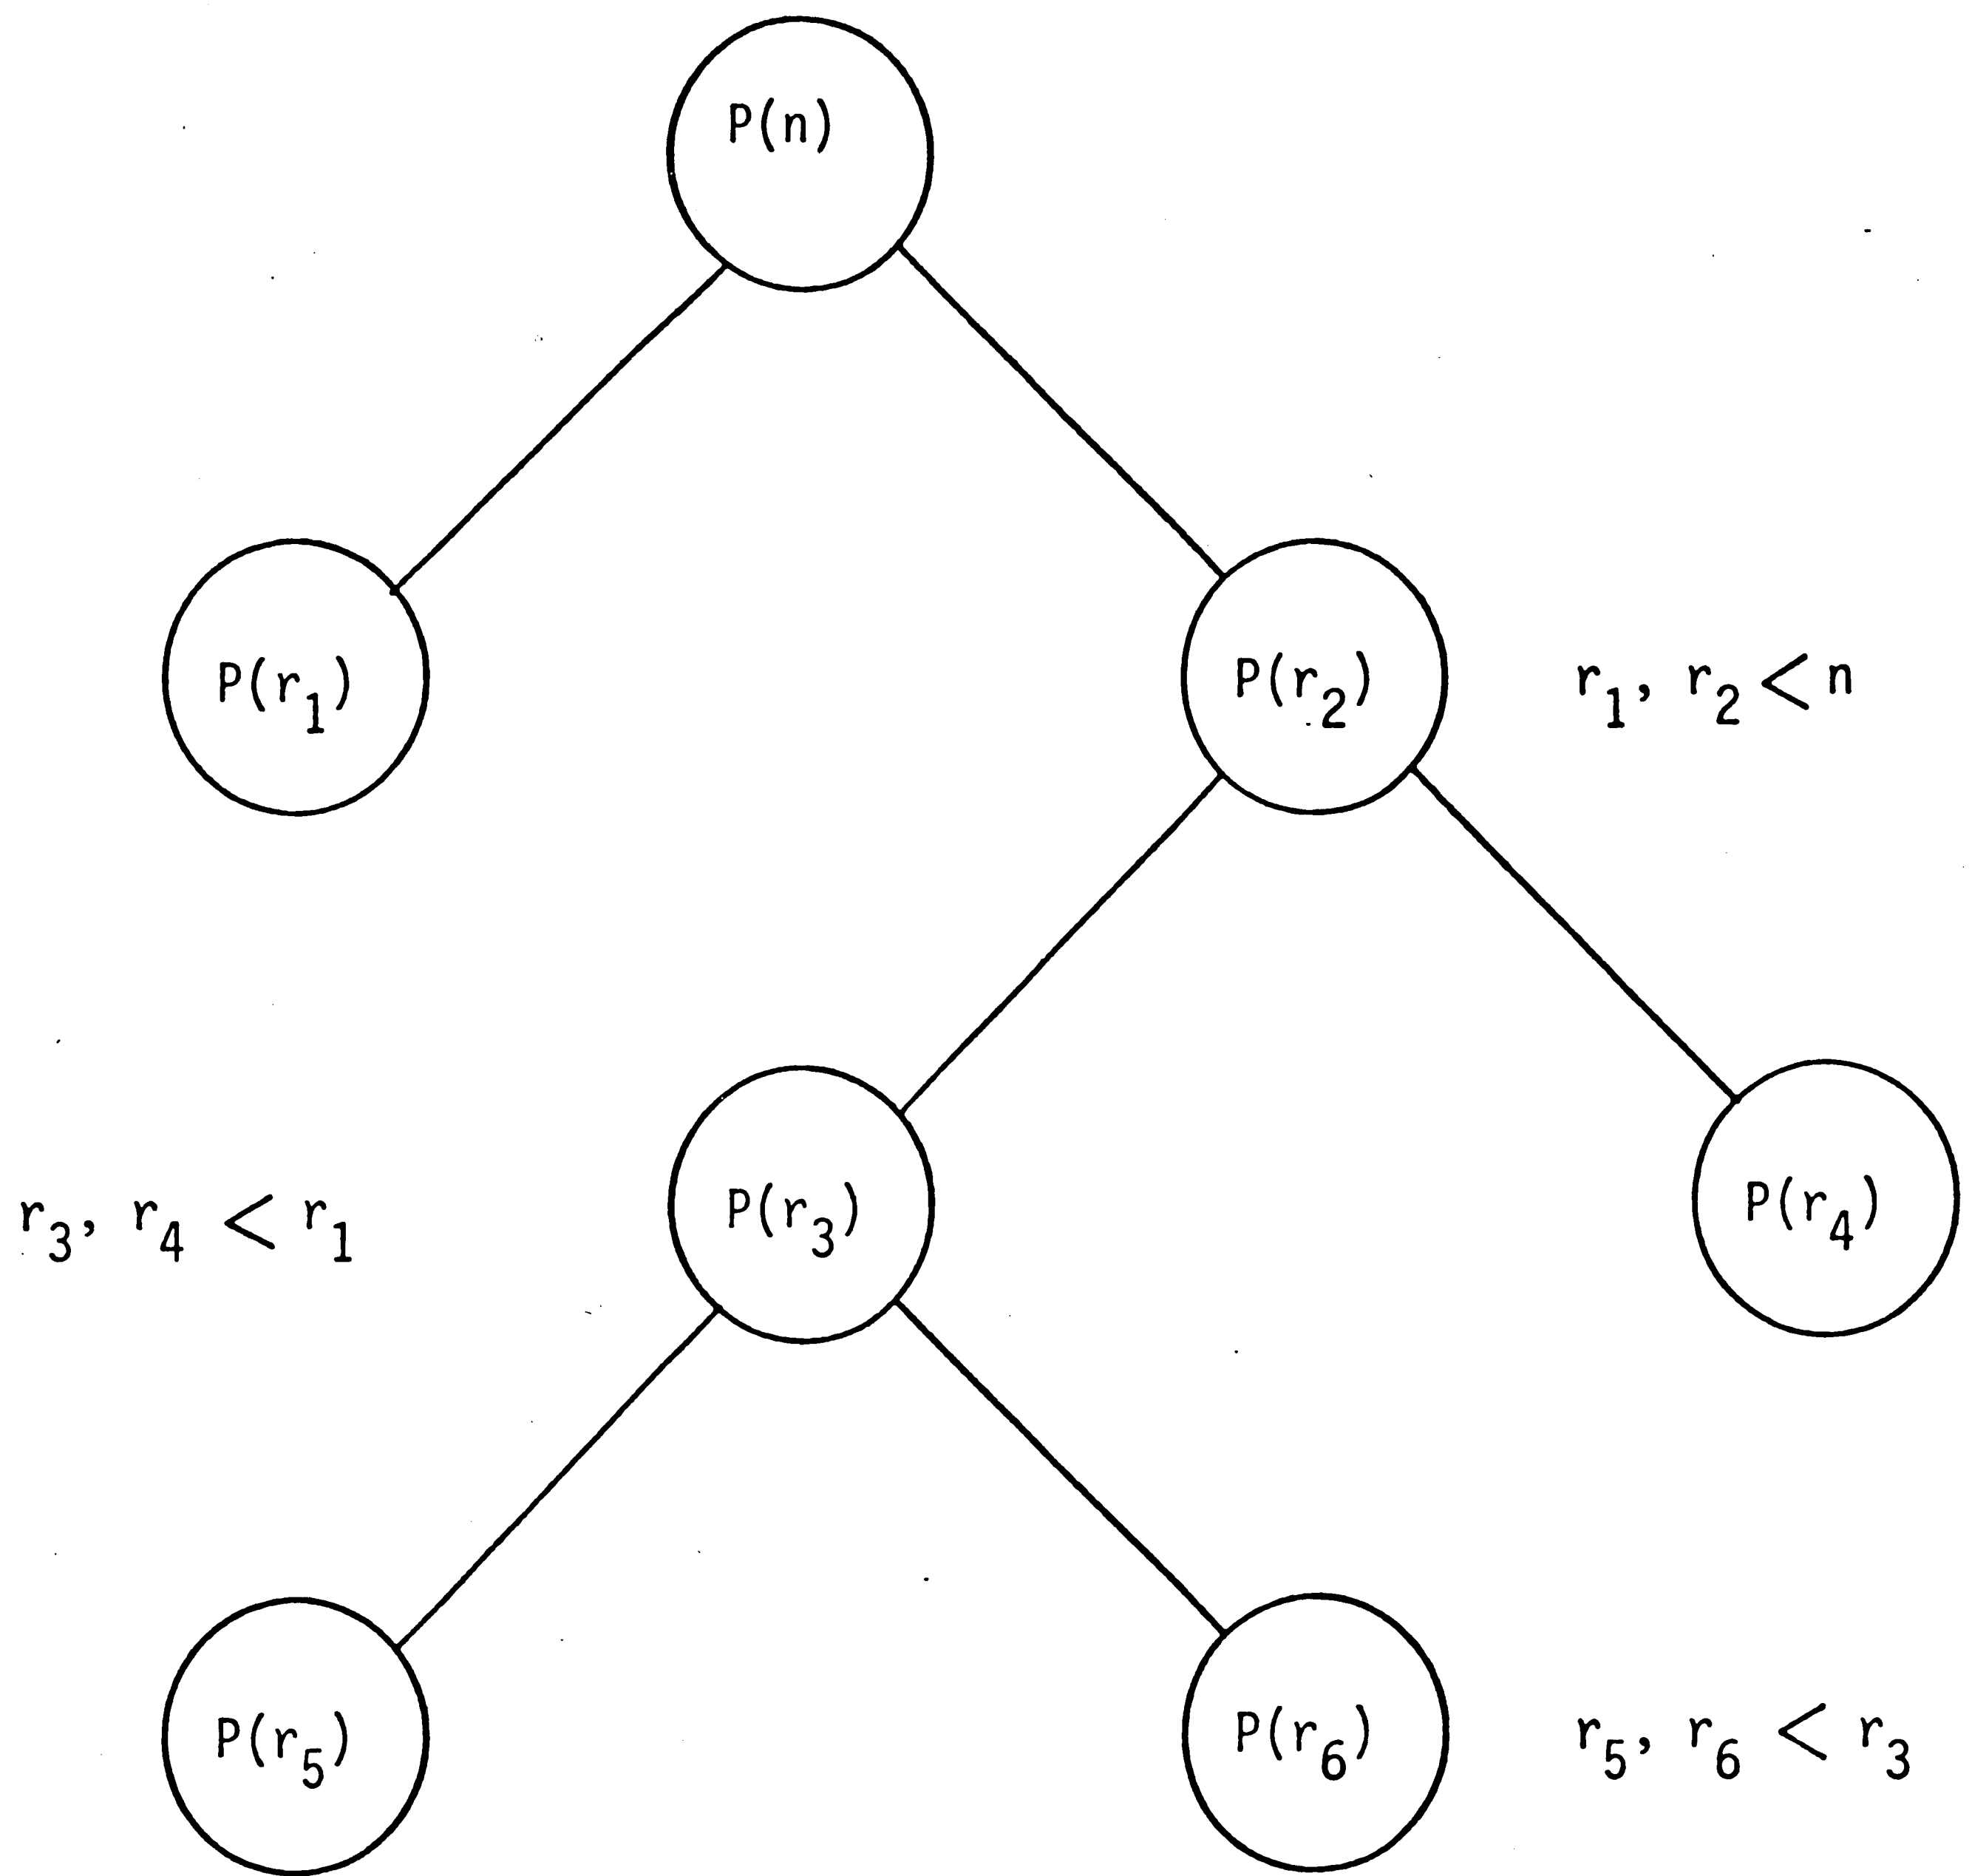 P(n)
P(r₁) P(r₂) r₁, r₂ < n
r₃, r₄ < r₁ P(r₃) P(r₄)
P(r₅) P(r₆) r₅, r₆ < r₃